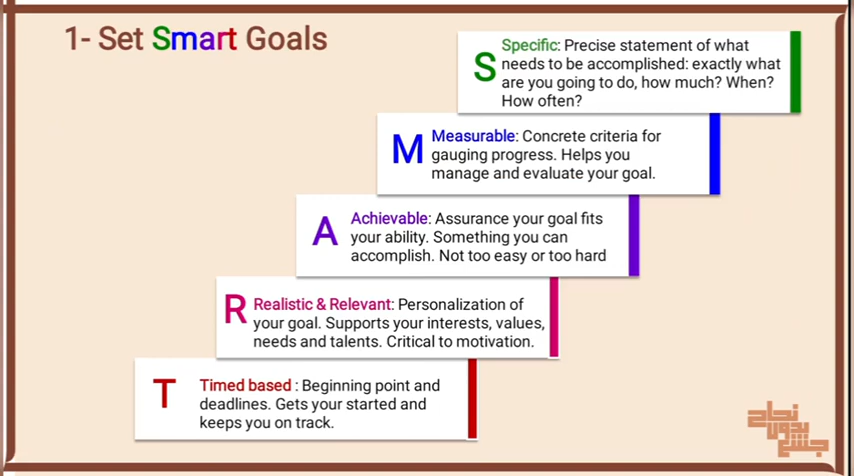 1- Set Smart Goals
S
Specific: Precise statement of what
needs to be accomplished: exactly what
are you going to do, how much? When?
How often?
M
Measurable: Concrete criteria for
gauging progress. Helps you
manage and evaluate your goal.
A
Achievable: Assurance your goal fits
your ability. Something you can
accomplish. Not too easy or too hard
R
Realistic & Relevant: Personalization of
your goal. Supports your interests, values,
needs and talents. Critical to motivation.
T
Timed based : Beginning point and
deadlines. Gets your started and
keeps you on track.
نجاح
بدون